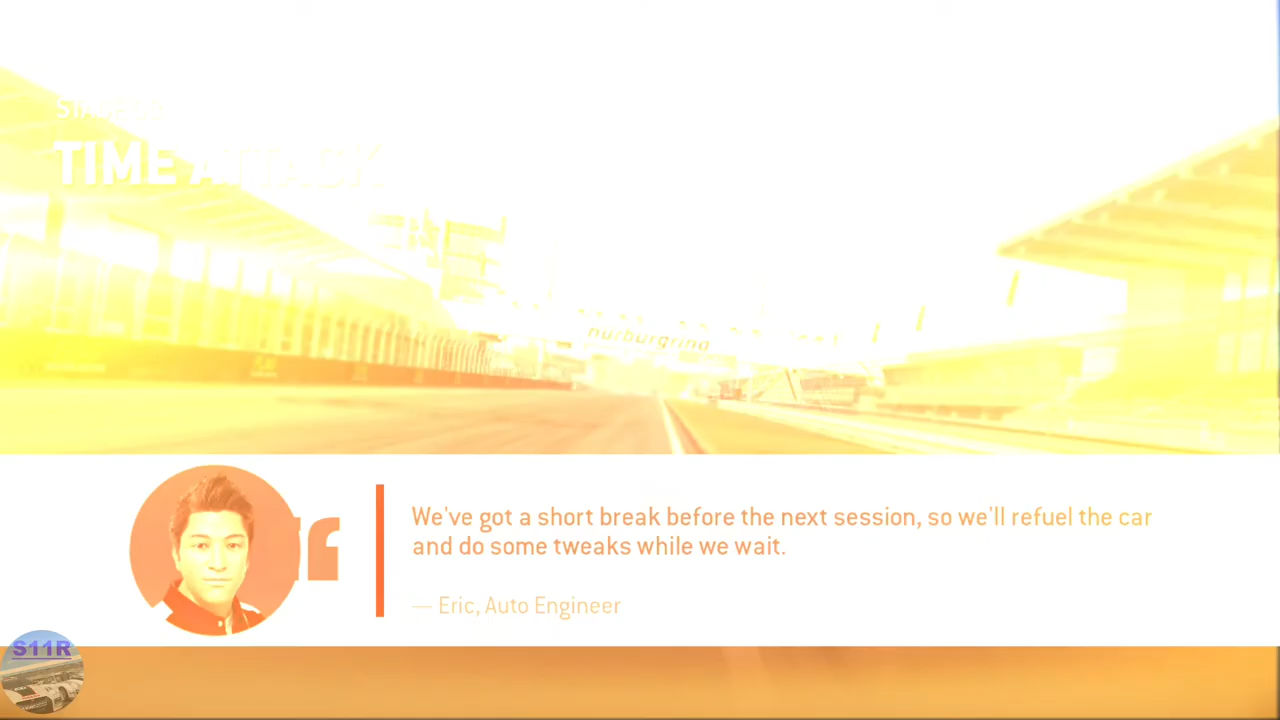 TIME ATTACK
nürburgring
We've got a short break before the next session, so we'll refuel the car
and do some tweaks while we wait.
— Eric, Auto Engineer
S11R